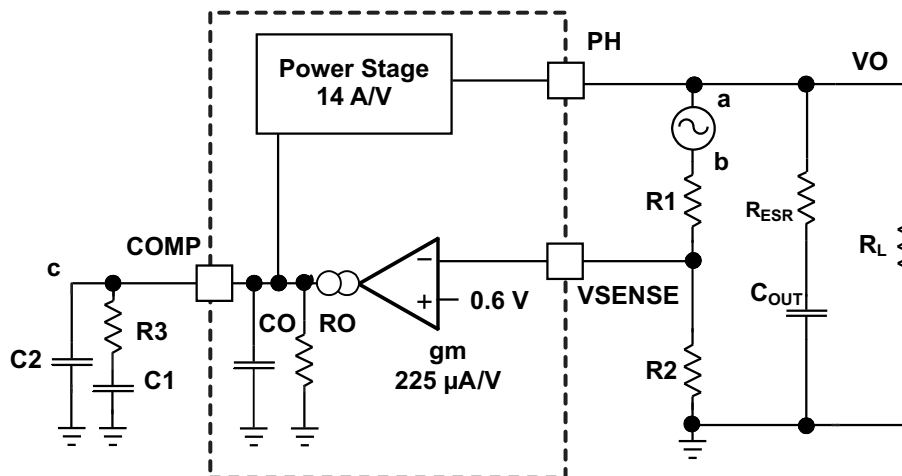 PH
VO
Power Stage
14 A/V
a
b
R1
RESR
RL
COMP
c
VSENSE
0.6 V
−
+
COUT
R3
CO
RO
C2
C1
gm
225 µA/V
R2